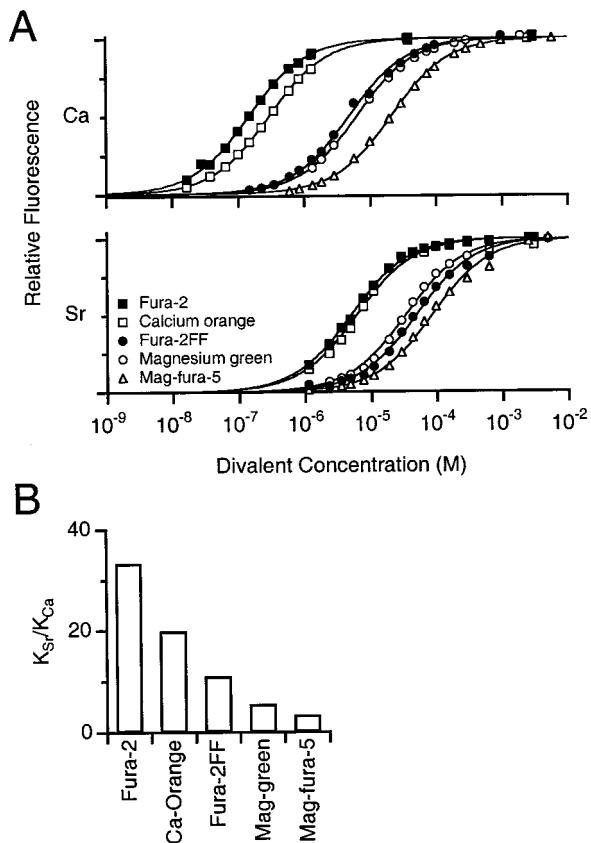 A
Ca
Relative Fluorescence
Sr
Fura-2
Calcium orange
Fura-2FF
Magnesium green
Mag-fura-5
10-9 10-8 10-7 10-6 10-5 10-4 10-3 10-2
Divalent Concentration (M)
B
40
20
0
KSr/KCa
Fura-2
Ca-Orange
Fura-2FF
Mag-green
Mag-fura-5